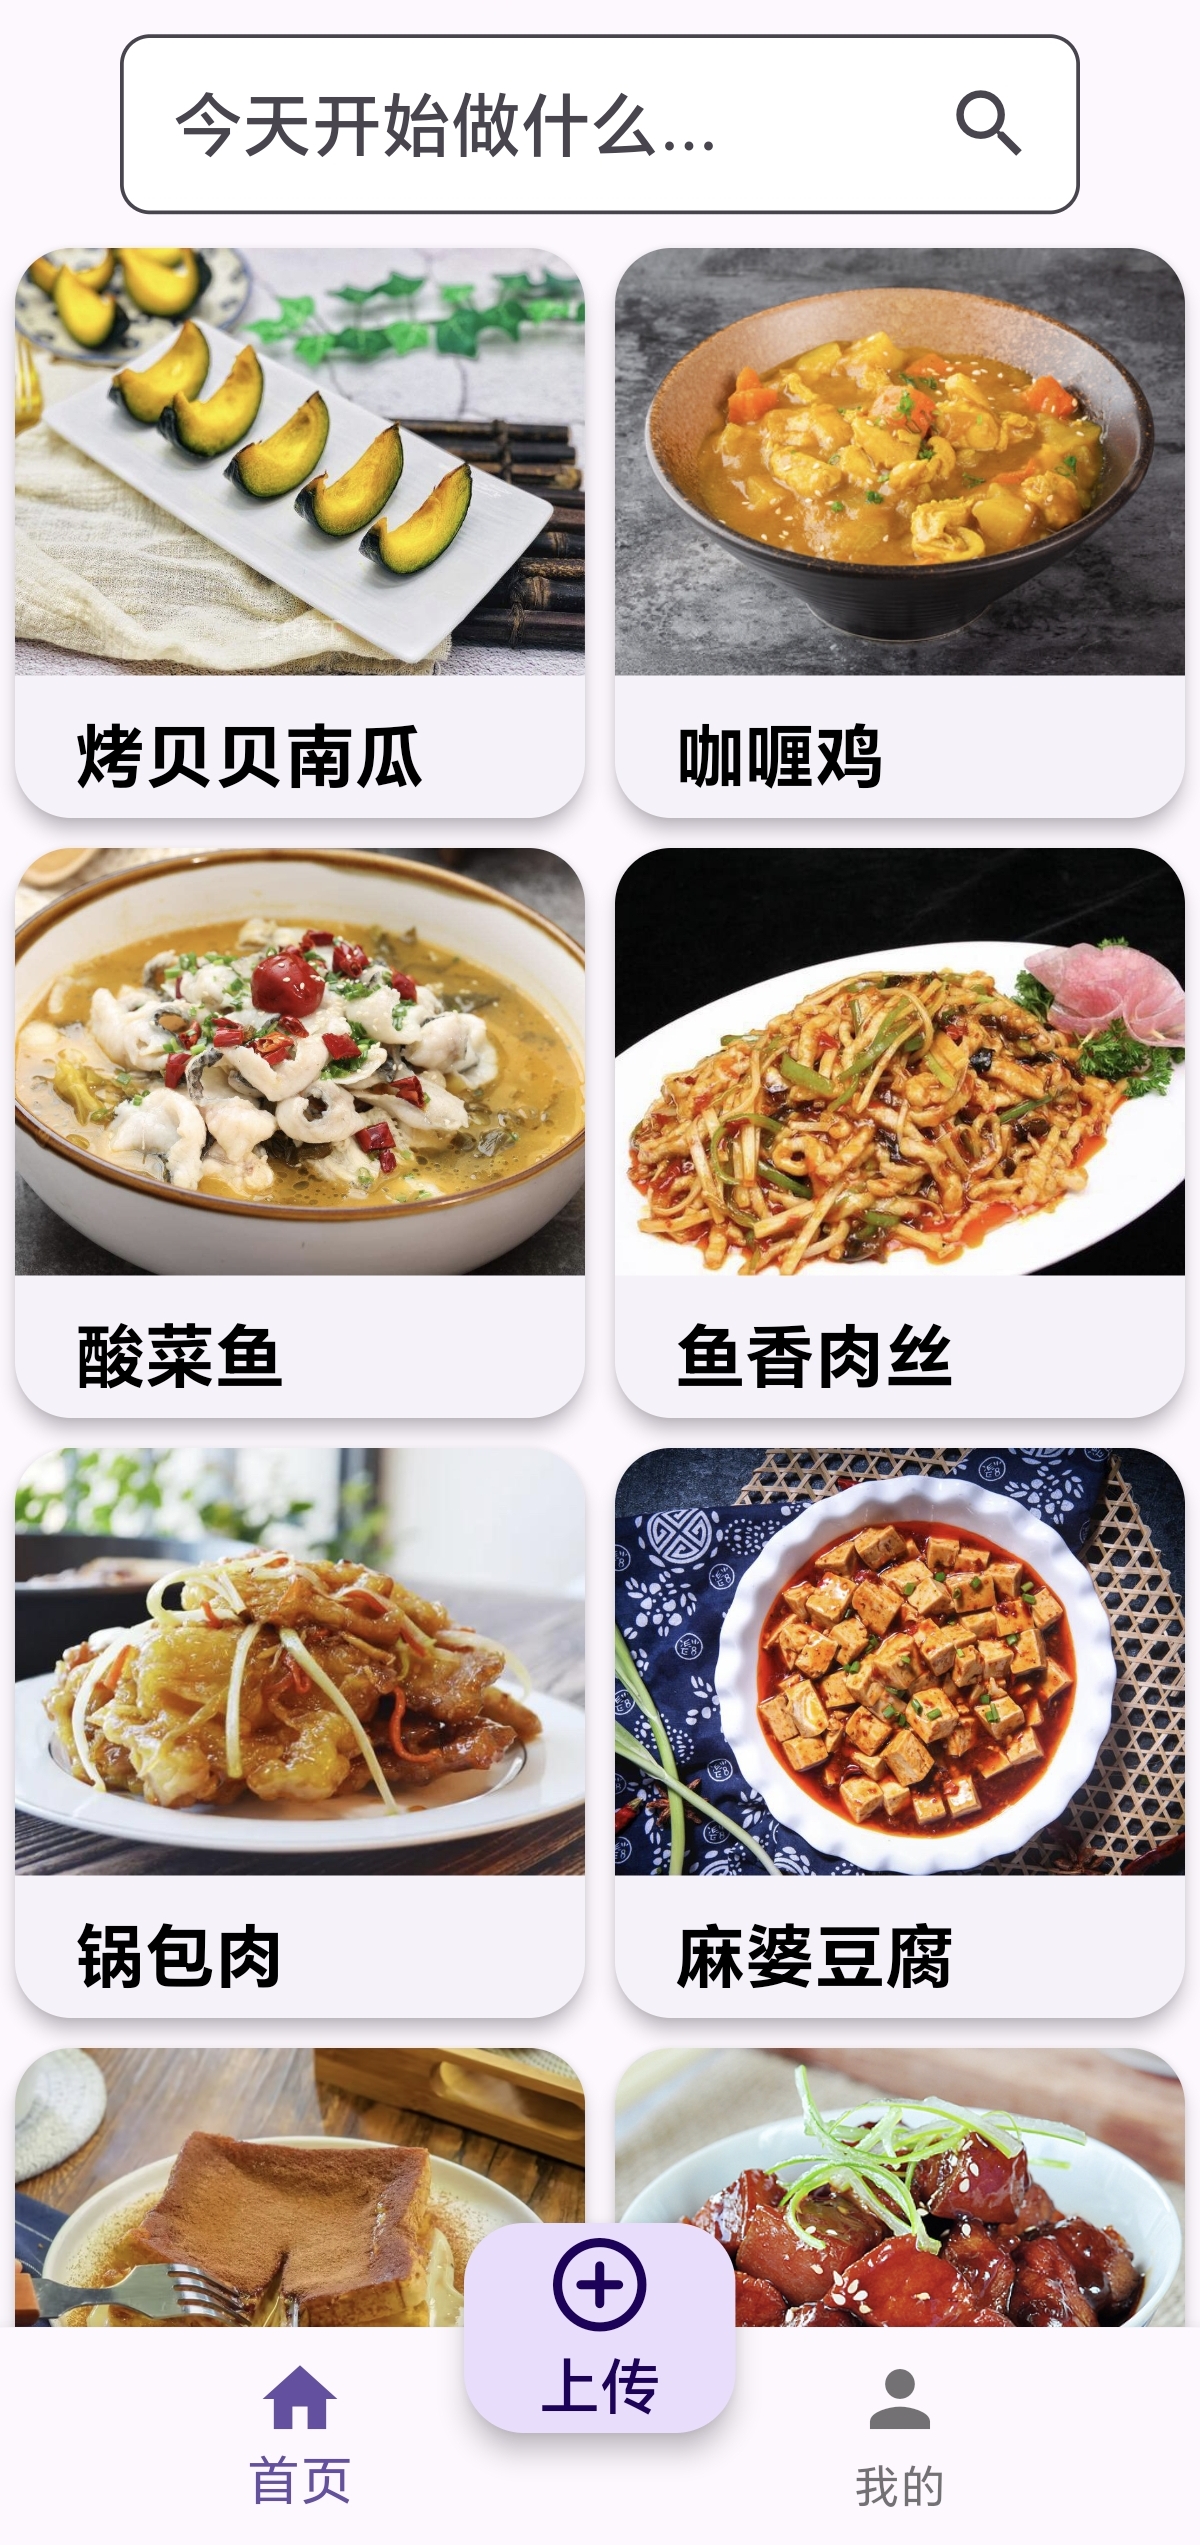 今天开始做什么...
烤贝贝南瓜
咖喱鸡
酸菜鱼
鱼香肉丝
锅包肉
麻婆豆腐
上传
首页
我的